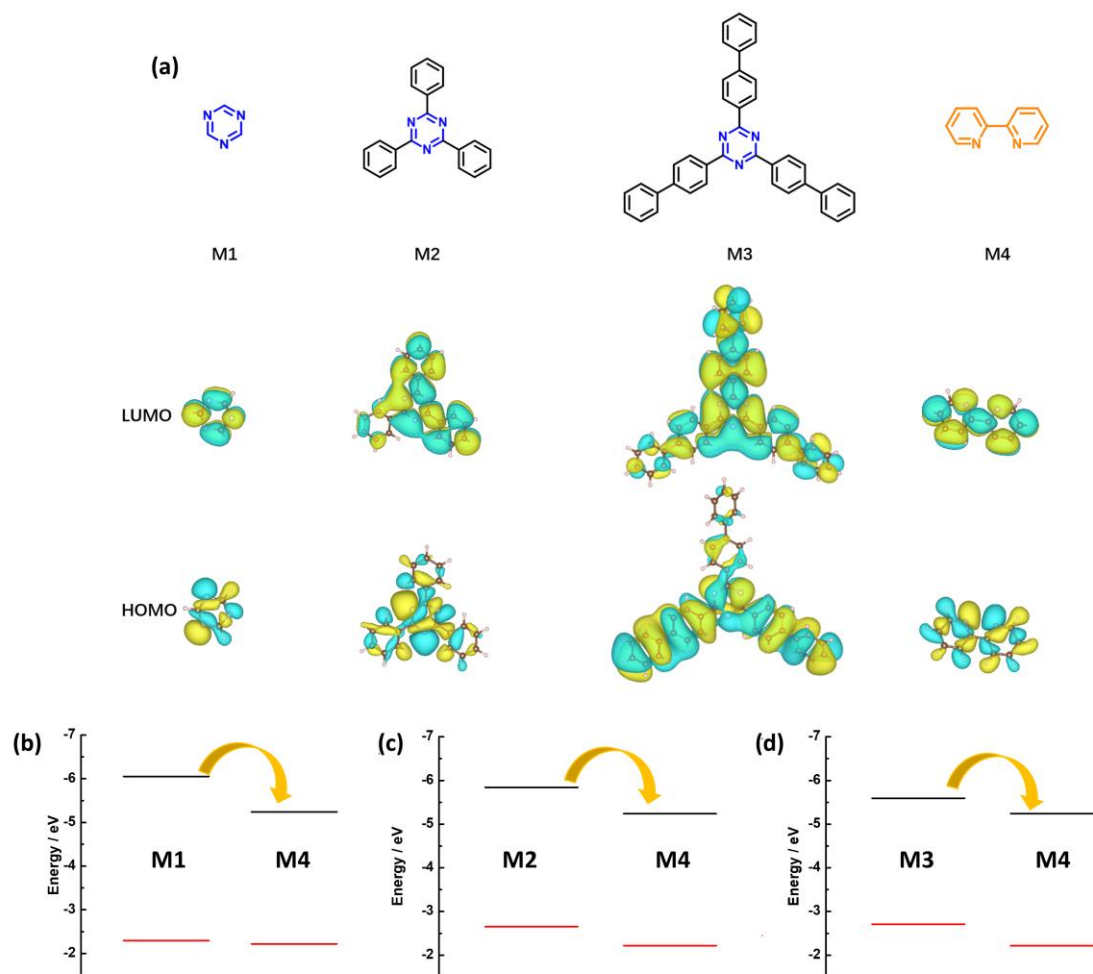 (a)
N N
N
N N
N
N N
N
N N
M1 M2 M3 M4
LUMO
HOMO
(b) (c) (d)
Energy / eV
-7
-6
-5
-4
-3
-2
M1 M4
Energy / eV
-7
-6
-5
-4
-3
-2
M2 M4
Energy / eV
-7
-6
-5
-4
-3
-2
M3 M4